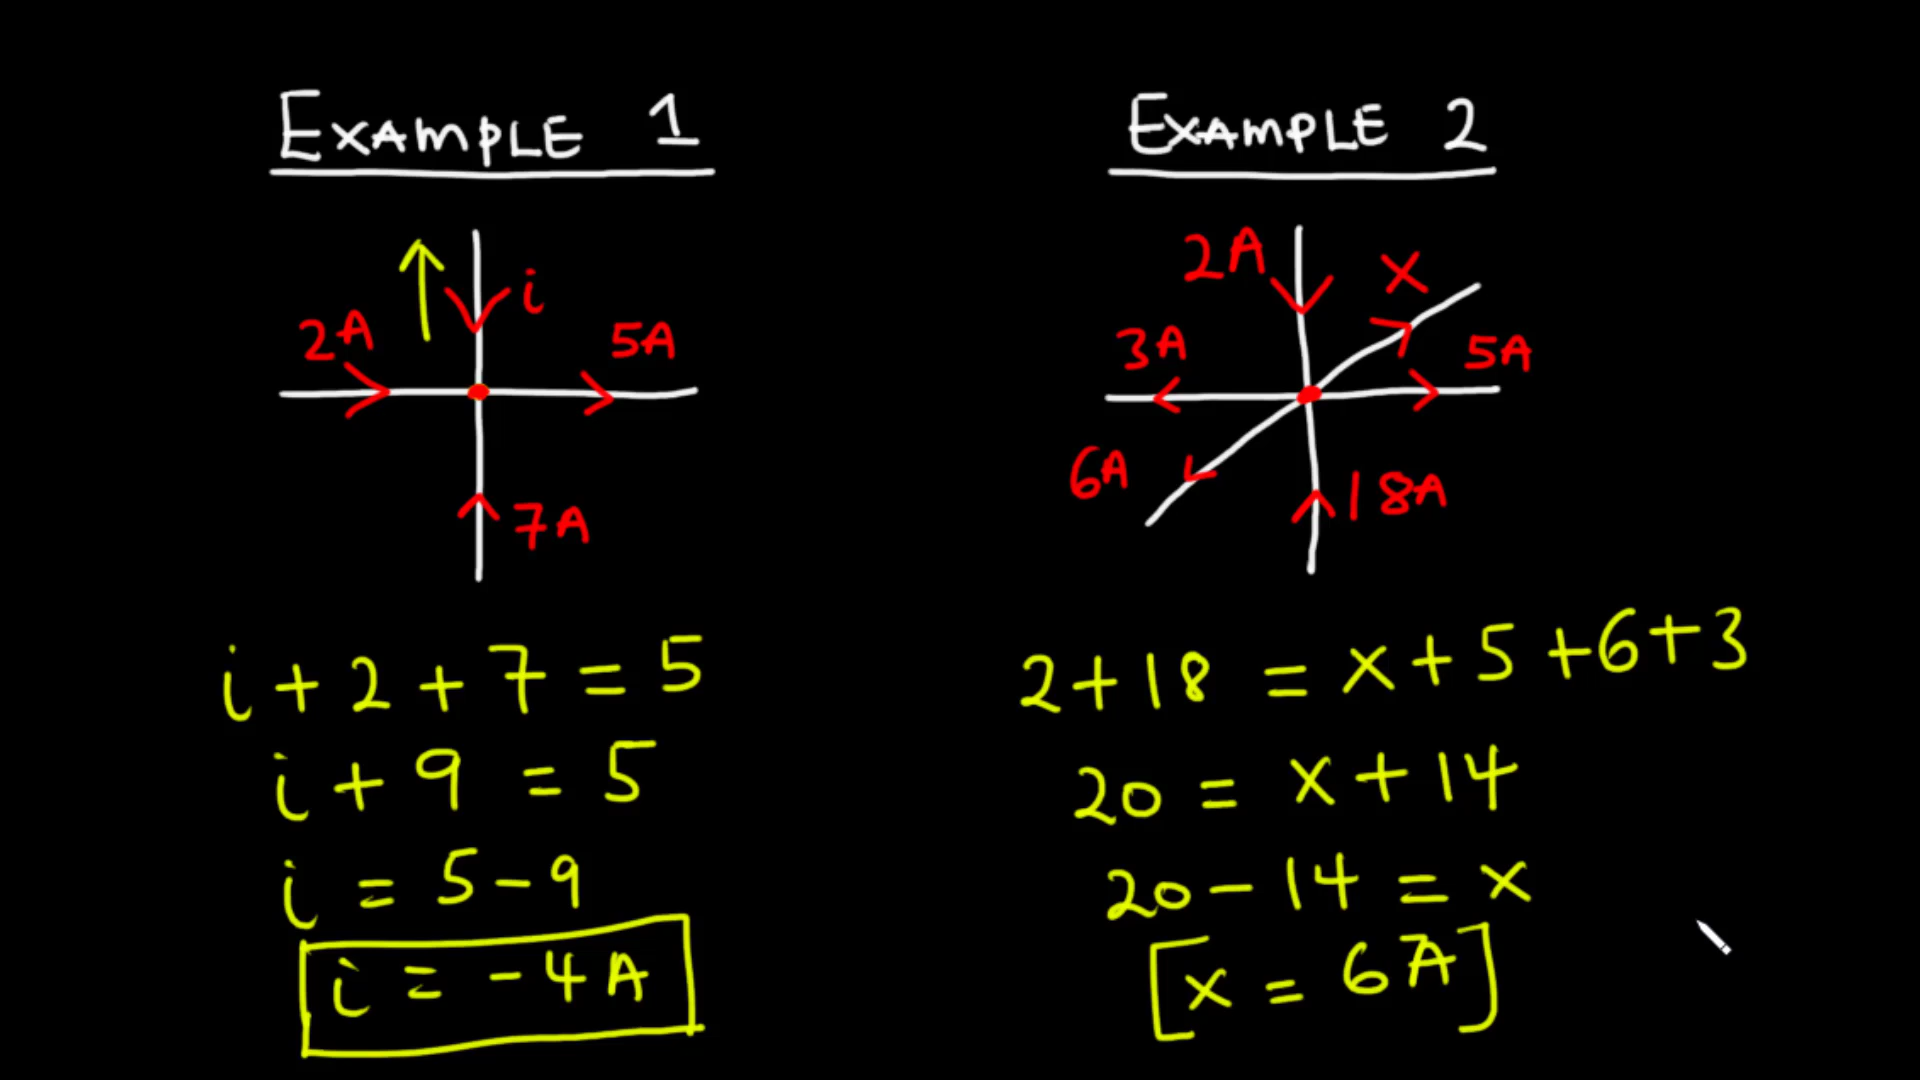 EXAMPLE 1
i
2A
5A
7A
i + 2 + 7 = 5
i + 9 = 5
i = 5 - 9
i = - 4A
EXAMPLE 2
2A
x
3A
5A
6A
18A
2 + 18 = x + 5 + 6 + 3
20 = x + 14
20 - 14 = x
[x = 6A]